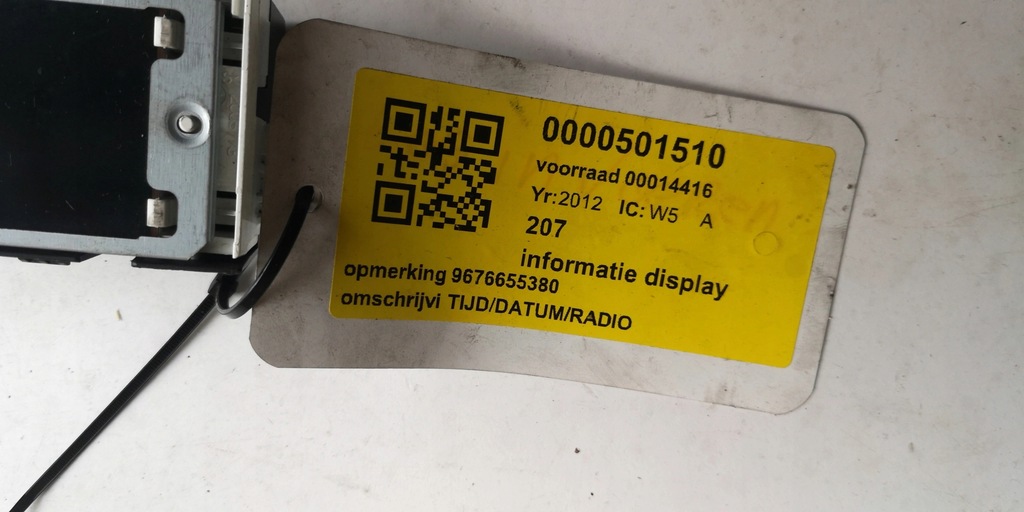 0000501510
voorraad 00014416
Yr:2012 IC: W5 A
207
informatie display
opmerking 9676655380
omschrijvi TIJD/DATUM/RADIO